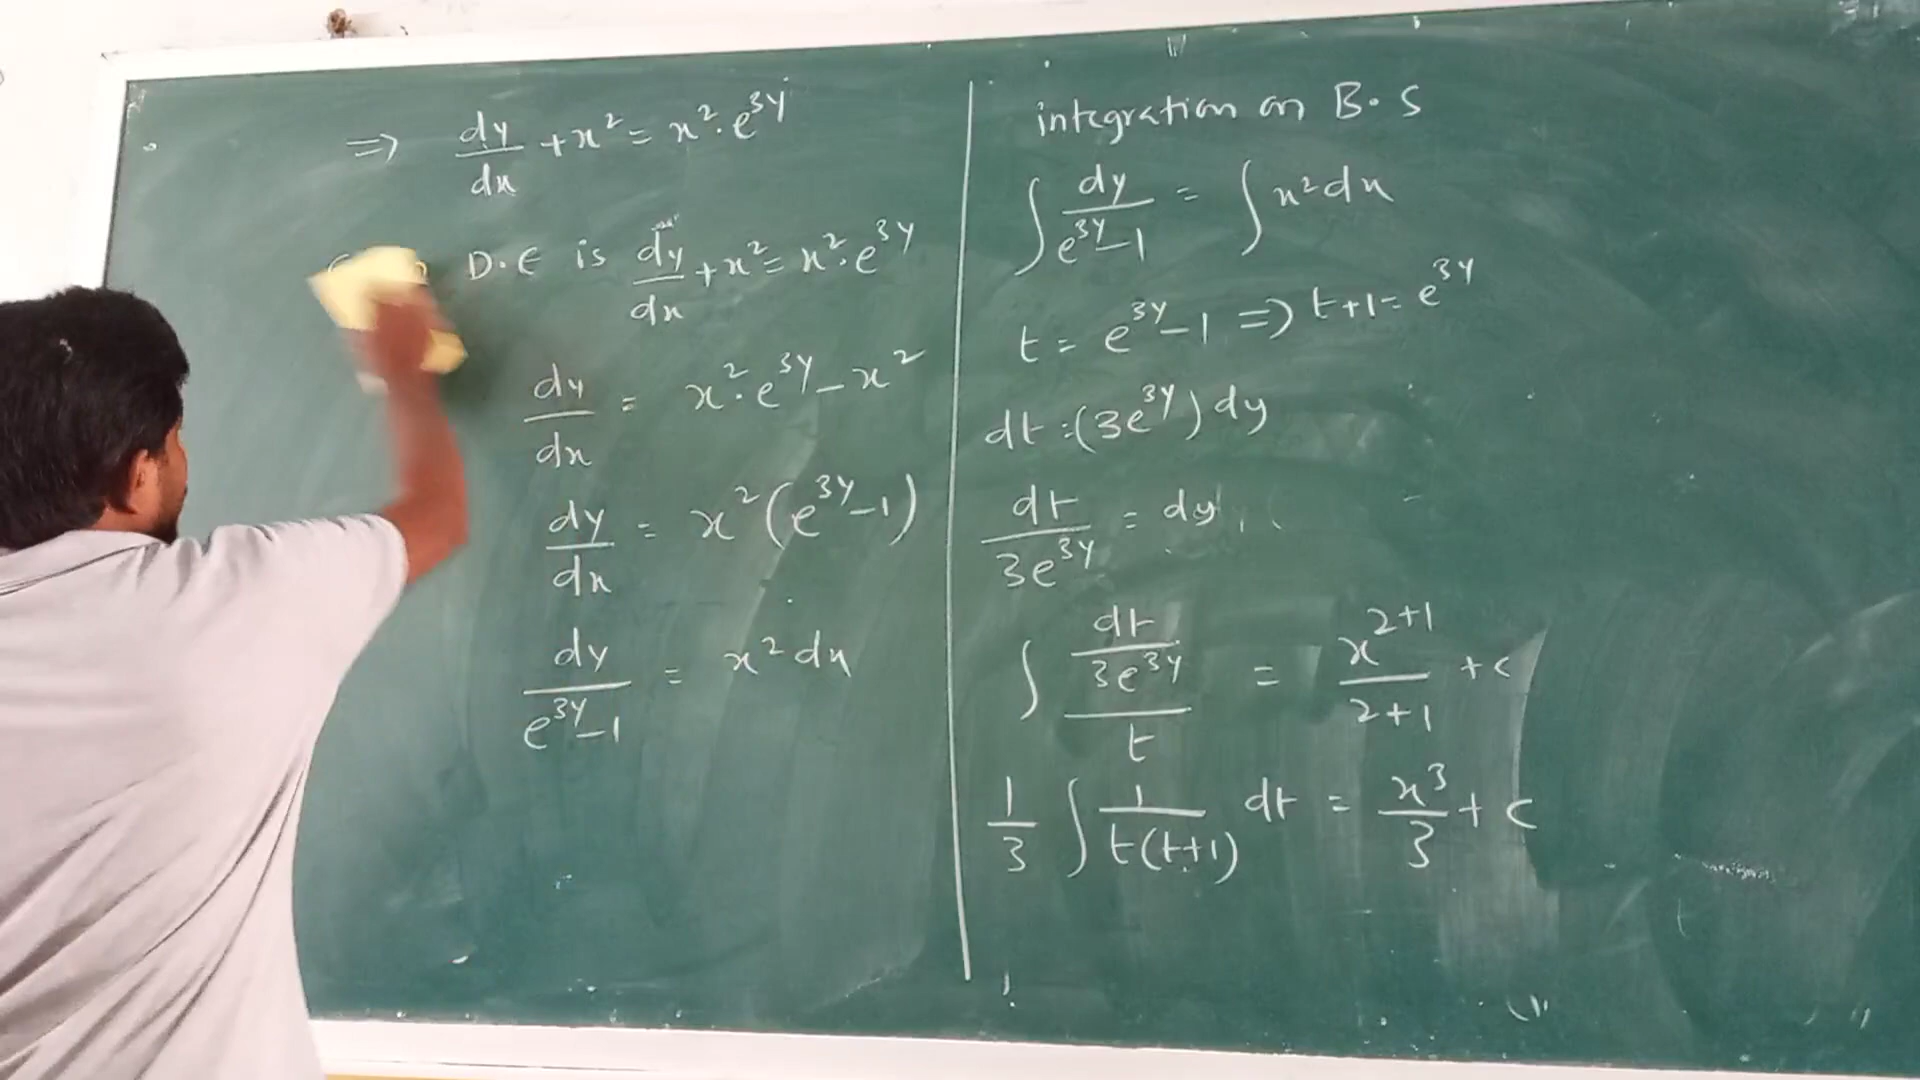 => dy/dx + x² = x². e^3y
D.E is dy/dx + x² = x². e^3y
dy/dx = x². e^3y - x²
dy/dx = x² (e^3y - 1)
dy/(e^3y - 1) = x² dx
integration on B.S
∫ dy/(e^3y - 1) = ∫ x² dx
t = e^3y - 1 => t + 1 = e^3y
dt = (3e^3y) dy
dt/3e^3y = dy
∫ (dt/3e^3y)/t = x^(2+1)/(2+1) + c
1/3 ∫ 1/t(t+1) dt = x³/3 + c